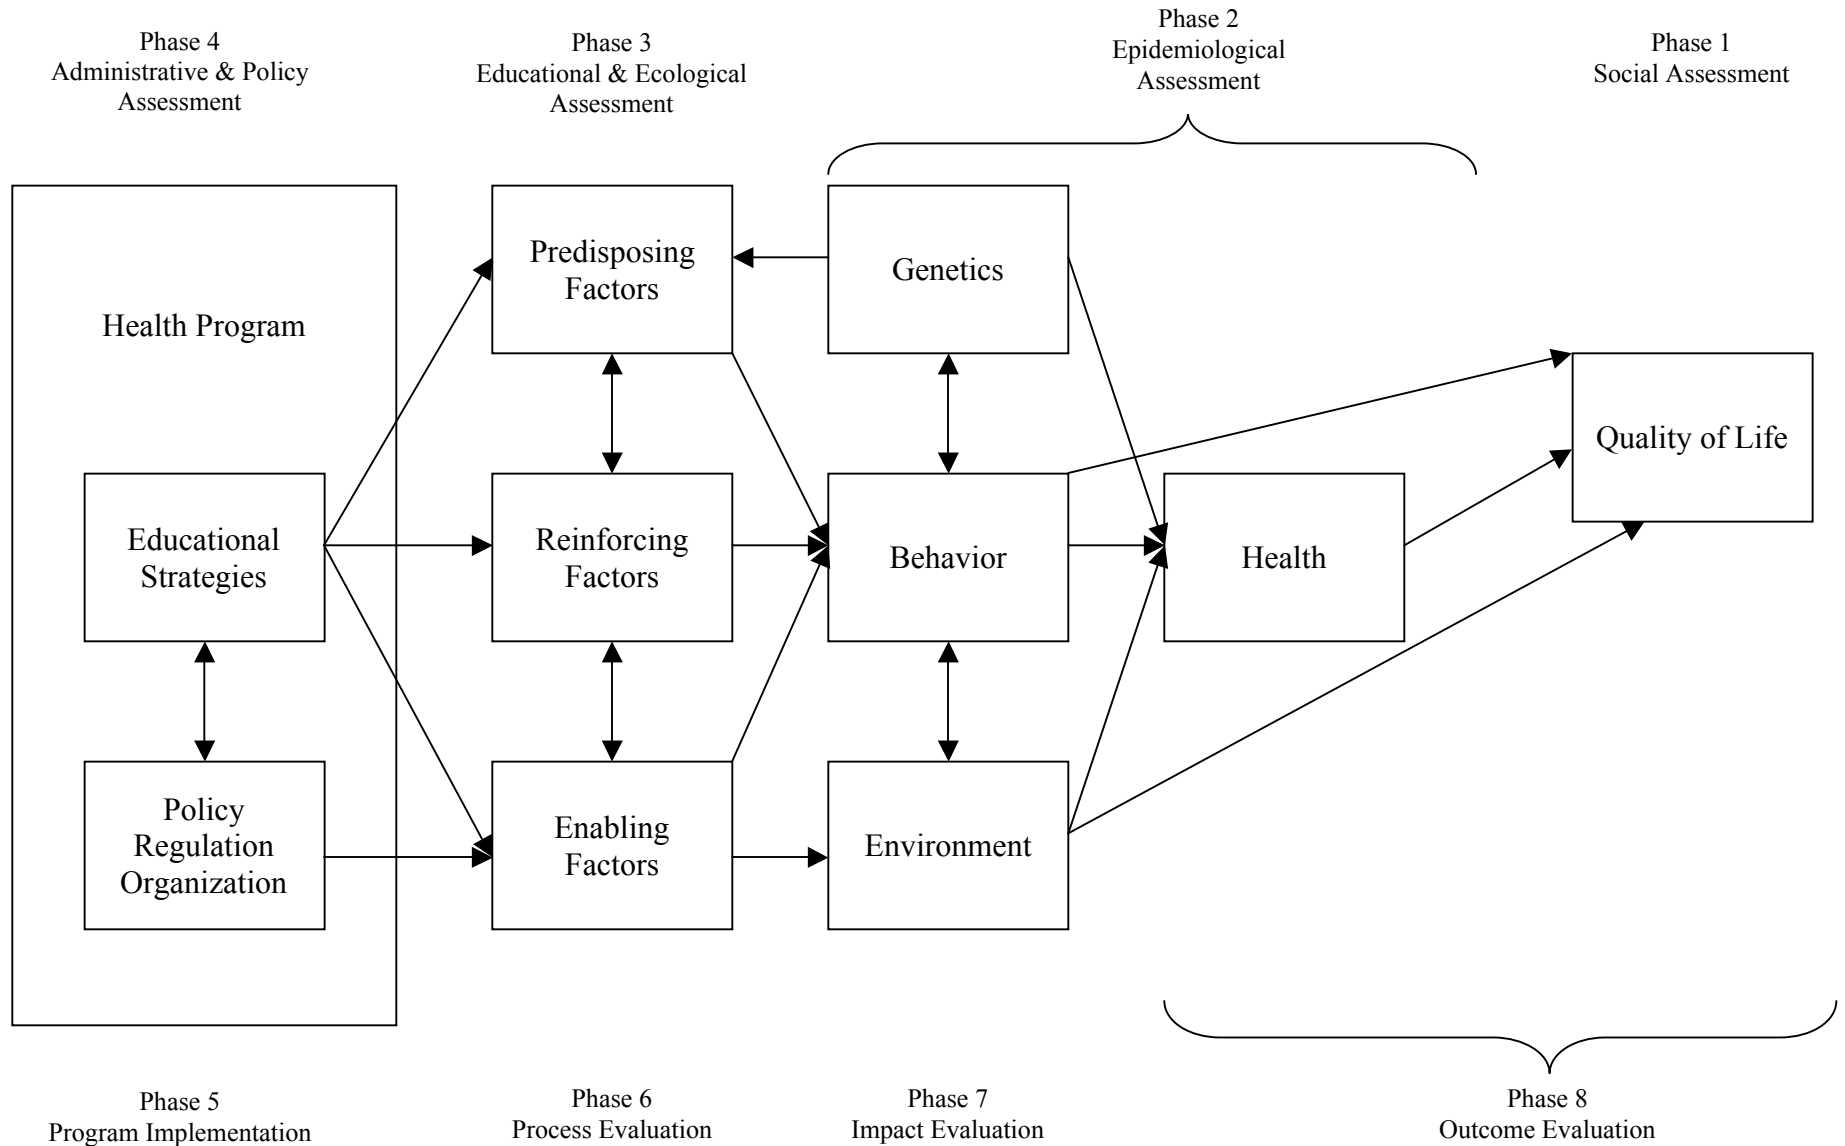 Phase 4
Administrative & Policy
Assessment
Phase 3
Educational & Ecological
Assessment
Phase 2
Epidemiological
Assessment
Phase 1
Social Assessment
Health Program
Predisposing
Factors
Genetics
Quality of Life
Educational
Strategies
Reinforcing
Factors
Behavior
Health
Policy
Regulation
Organization
Enabling
Factors
Environment
Phase 5
Program Implementation
Phase 6
Process Evaluation
Phase 7
Impact Evaluation
Phase 8
Outcome Evaluation